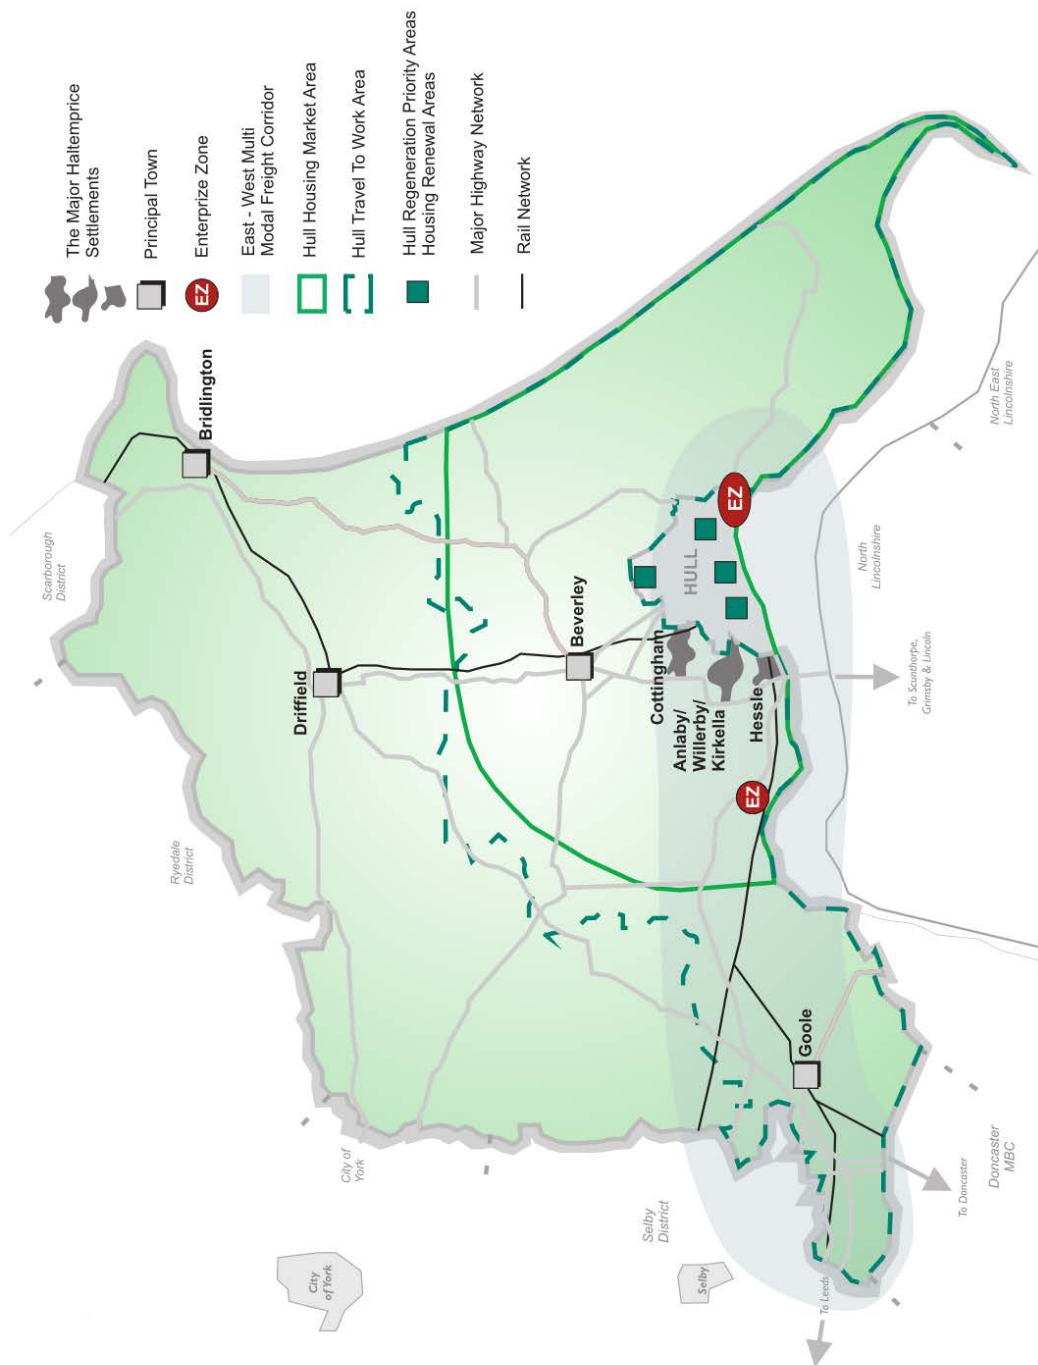 The Major Haltemprice
Settlements
Principal Town
EZ
Enterprize Zone
East - West Multi
Modal Freight Corridor
Hull Housing Market Area
Hull Travel To Work Area
Hull Regeneration Priority Areas
Housing Renewal Areas
Major Highway Network
Rail Network
Scarborough
District
Bridlington
Driffield
Ryedale
District
Beverley
Cottingham
Anlaby/
Willerby/
Kirkella
Hessle
HULL
EZ
EZ
North East
Lincolnshire
North
Lincolnshire
To Scunthorpe,
Grimsby & Lincoln
City of
York
City
of York
Selby
District
Selby
Goole
To Leeds
To Doncaster
Doncaster
MBC